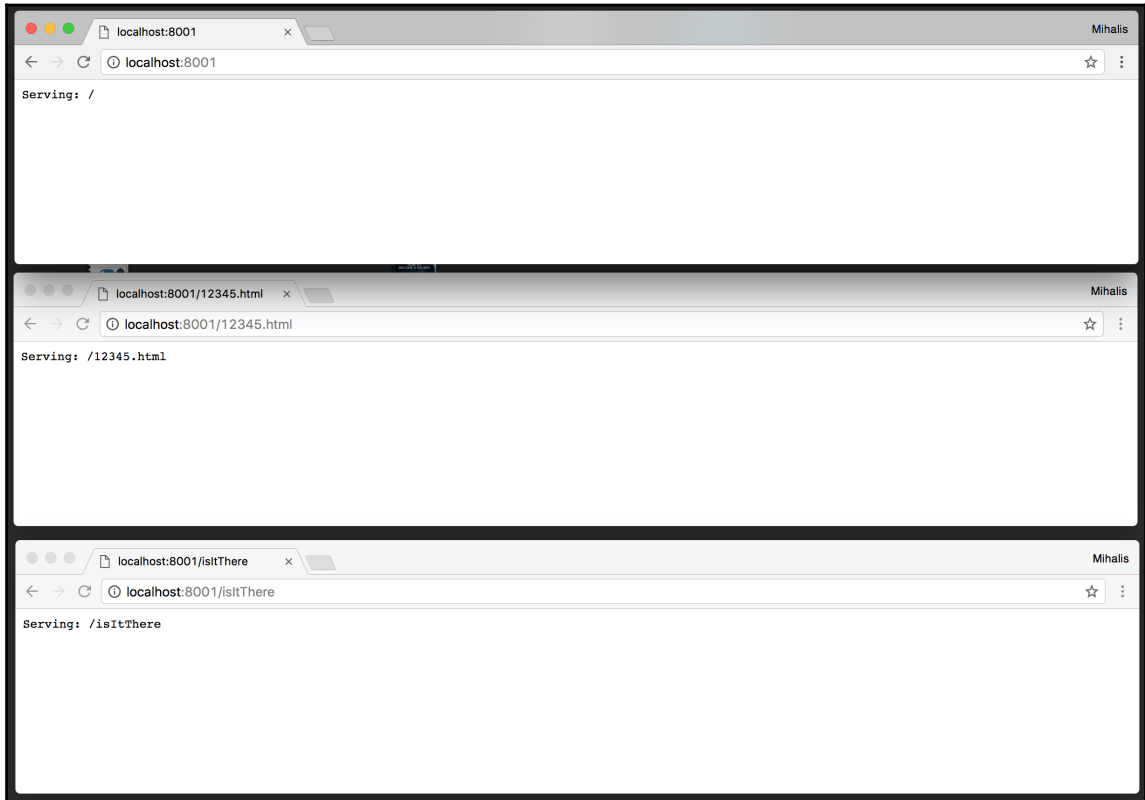 localhost:8001
Mihalis
localhost:8001
Serving: /
localhost:8001/12345.html
Mihalis
localhost:8001/12345.html
Serving: /12345.html
localhost:8001/isItThere
Mihalis
localhost:8001/isItThere
Serving: /isItThere